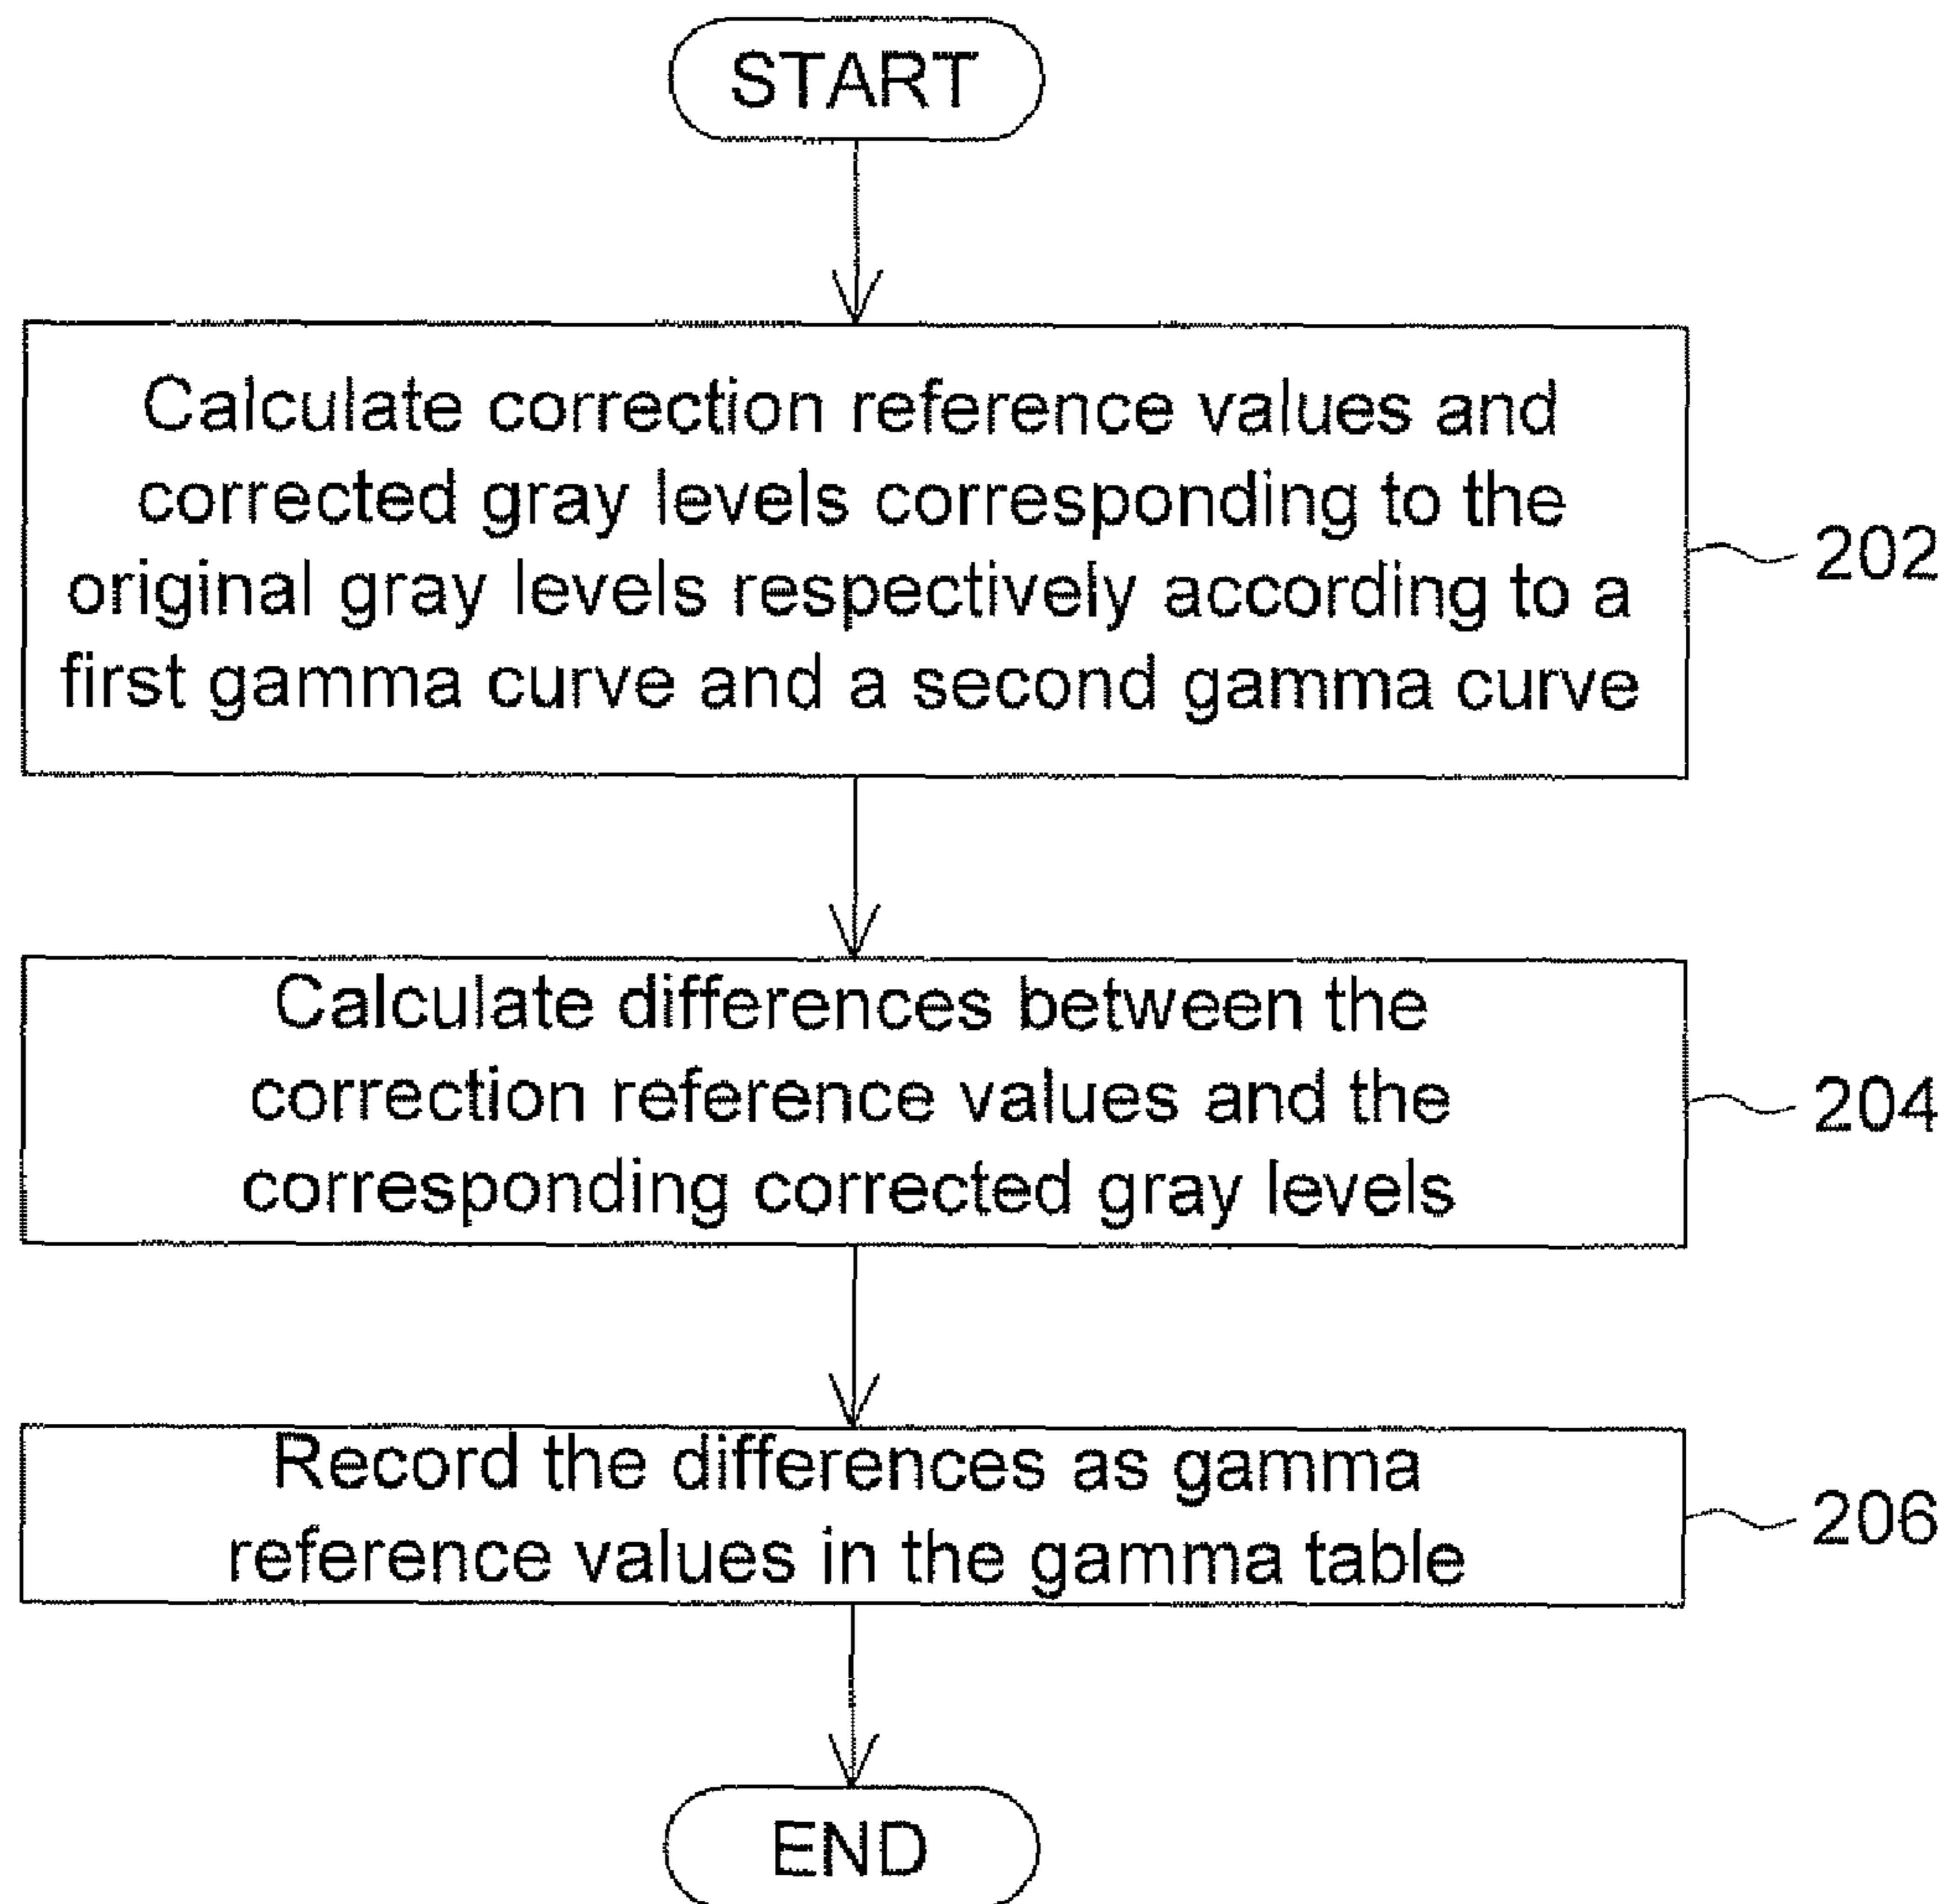 START
Calculate correction reference values and
corrected gray levels corresponding to the
original gray levels respectively according to a
first gamma curve and a second gamma curve
202
Calculate differences between the
correction reference values and the
corresponding corrected gray levels
204
Record the differences as gamma
reference values in the gamma table
206
END